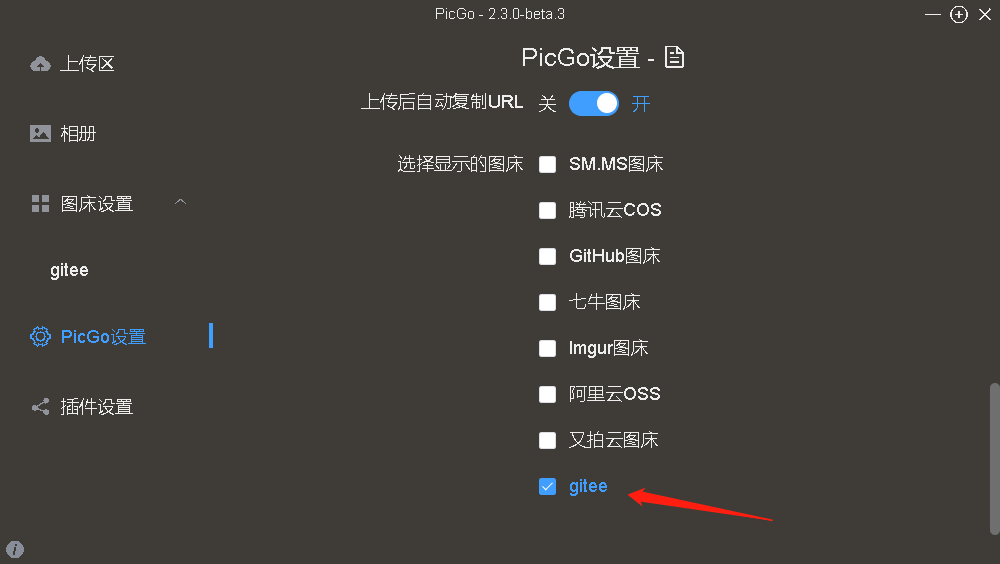 PicGo - 2.3.0-beta.3
上传区
相册
图床设置
gitee
PicGo设置
插件设置
PicGo设置 -
上传后自动复制URL 关 开
选择显示的图床
SM.MS图床
腾讯云COS
GitHub图床
七牛图床
Imgur图床
阿里云OSS
又拍云图床
gitee